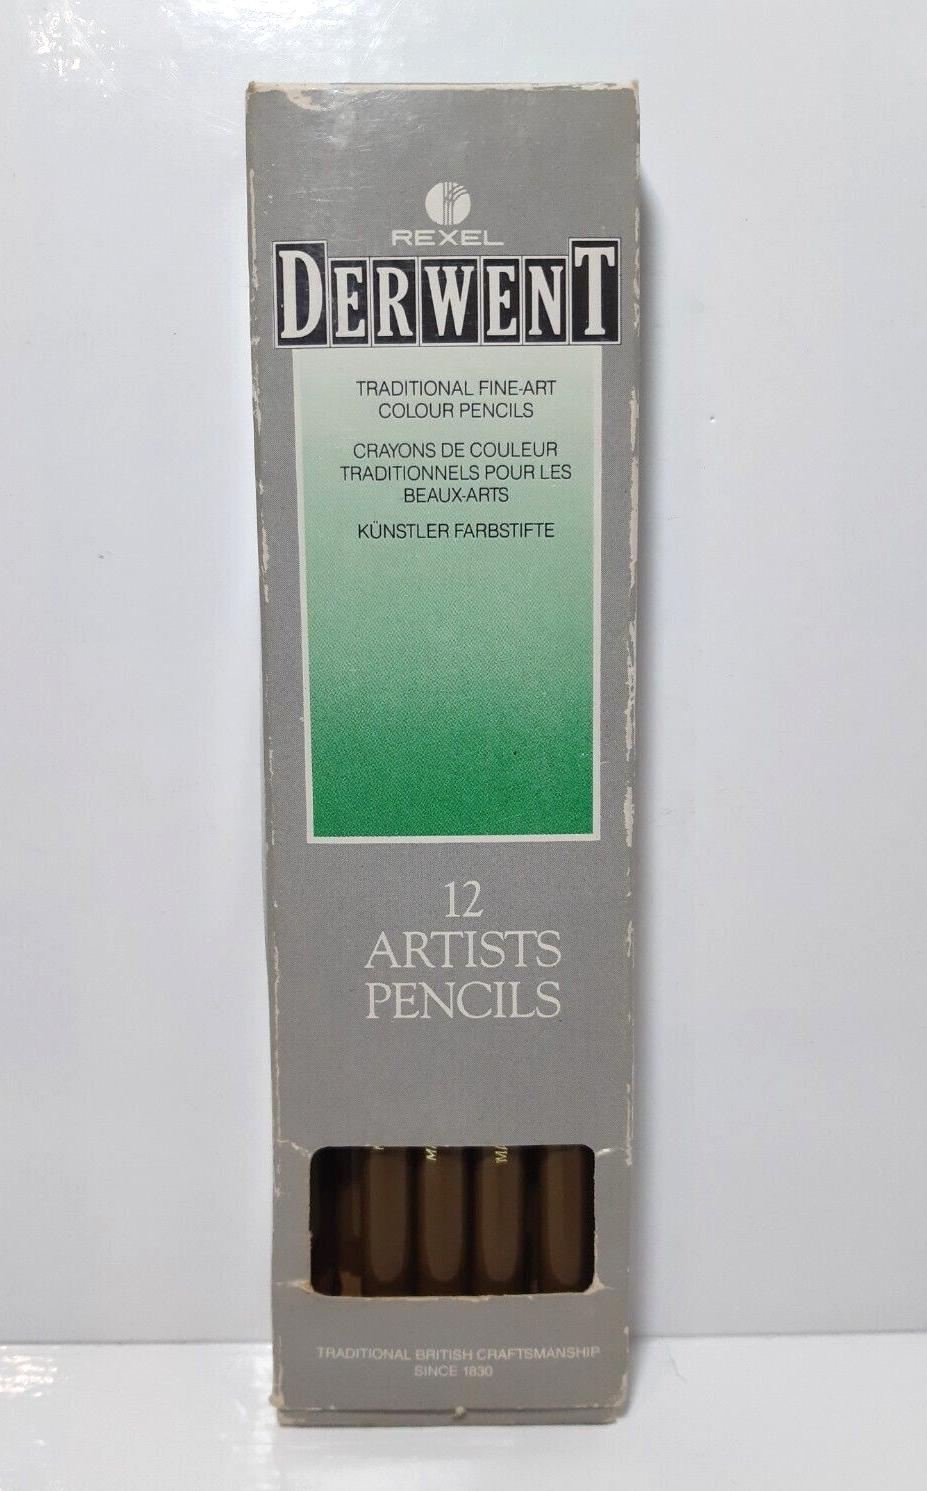 REXEL
DERWENT
TRADITIONAL FINE-ART
COLOUR PENCILS
CRAYONS DE COULEUR
TRADITIONNELS POUR LES
BEAUX-ARTS
KÜNSTLER FARBSTIFTE
12
ARTISTS
PENCILS
TRADITIONAL BRITISH CRAFTSMANSHIP
SINCE 1830